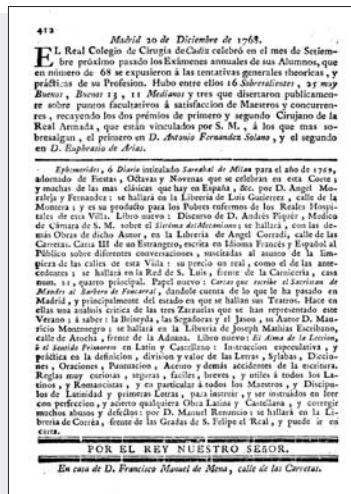 412
Madrid 20 de Diciembre de 1768.
EL Real Colegio de Cirugia de Cadiz celebró en el mes de Setiem-
bre próximo pasado los Exámenes annuales de sus Alumnos, que
en número de 68 se expusieron á las tentativas generales theoricas, y
prácticas de su Profesion. Hubo entre ellos 16 Sobresalientes, 25 muy
Buenos, Buenos 13, 11 Medianos y tres que disertaron publicamen-
te sobre puntos facultativos á satisfaccion de Maestros y concurren-
tes, recayendo los dos prémios de primero y segundo Cirujano de la
Real Armada, que están vinculados por S. M., á los que mas so-
bresalgan, el primero en D. Antonio Fernandez Solano, y el segundo
en D. Euphrasio de Arias.
Ephemerides, ó Diario intitulado Sarrabal de Milan para el año de 1769,
adornado de Fiestas, Octavas y Novenas que se celebran en esta Corte
y muchas de las mas clásicas que hay en España, &c. por D. Angel Mo-
raleja y Fernandez: se hallará en la Librería de Luis Gutierrez, calle de la
Montera; y es su producto para los Pobres enfermos de los Reales Hospi-
tales de esta Villa. Libro nuevo: Discurso de D. Andrés Piquér, Medico
de Cámara de S. M. sobre el Sistema del Mecanismo; se hallará, con las de-
más Obras de dicho Autor, en la Librería de Angel Corradi, calle de las
Carretas. Carta III de un Estrangero, escrita en Idioma Francés y Español al
Público sobre diferentes conversaciones, suscitadas al asunto de la lim-
pieza de las calles de esta Villa: su precio un real, como el de las ante-
cedentes; se hallará en la Red de S. Luis, frente de la Carniceria, casa
num. 21, quarto principal. Papel nuevo: Cartas que escribe el Sacristan de
Maudes al Barbero de Foncarral, dandole cuenta de lo que le ha pasado en
Madrid, y principalmente del estado en que se hallan sus Teatros. Hace en
ellas una analisis critica de las tres Zarzuelas que se han representado este
Verano: á saber: la Briseyda, las Segadoras y el Jason, su Autor D. Mau-
ricio Montenegro: se hallará en la Librería de Joseph Mathias Escribano,
calle de Atocha, frente de la Aduana. Libro nuevo: El Alma de la Leccion,
ó el Sentido Primoroso en Latin y Castellano: Instruccion especulativa, y
práctica en la definicion, division y valor de las Letras, Sylabas, Diccio-
nes, Oraciones, Puntuacion, Acento y demás accidentes de la escritura.
Reglas muy curiosas, seguras, faciles, breves, y utiles á todos los La-
tinos, y Romancistas, y en particular á todos los Maestros, y Discipu-
los de Latinidad y primeras Letras, para instruir, y ser instruidos en leer
con perfeccion, y acierto qualquiera Obra Latina y Castellana, y corregir
muchos abusos y defectos: por D. Manuel Renuncio: se hallará en la Li-
breria de Corréa, frente de las Gradas de S. Felipe el Real, y puede ir en
carta.
POR EL REY NUESTRO SEÑOR.
En casa de D. Francisco Manuel de Mena, calle de las Carretas.